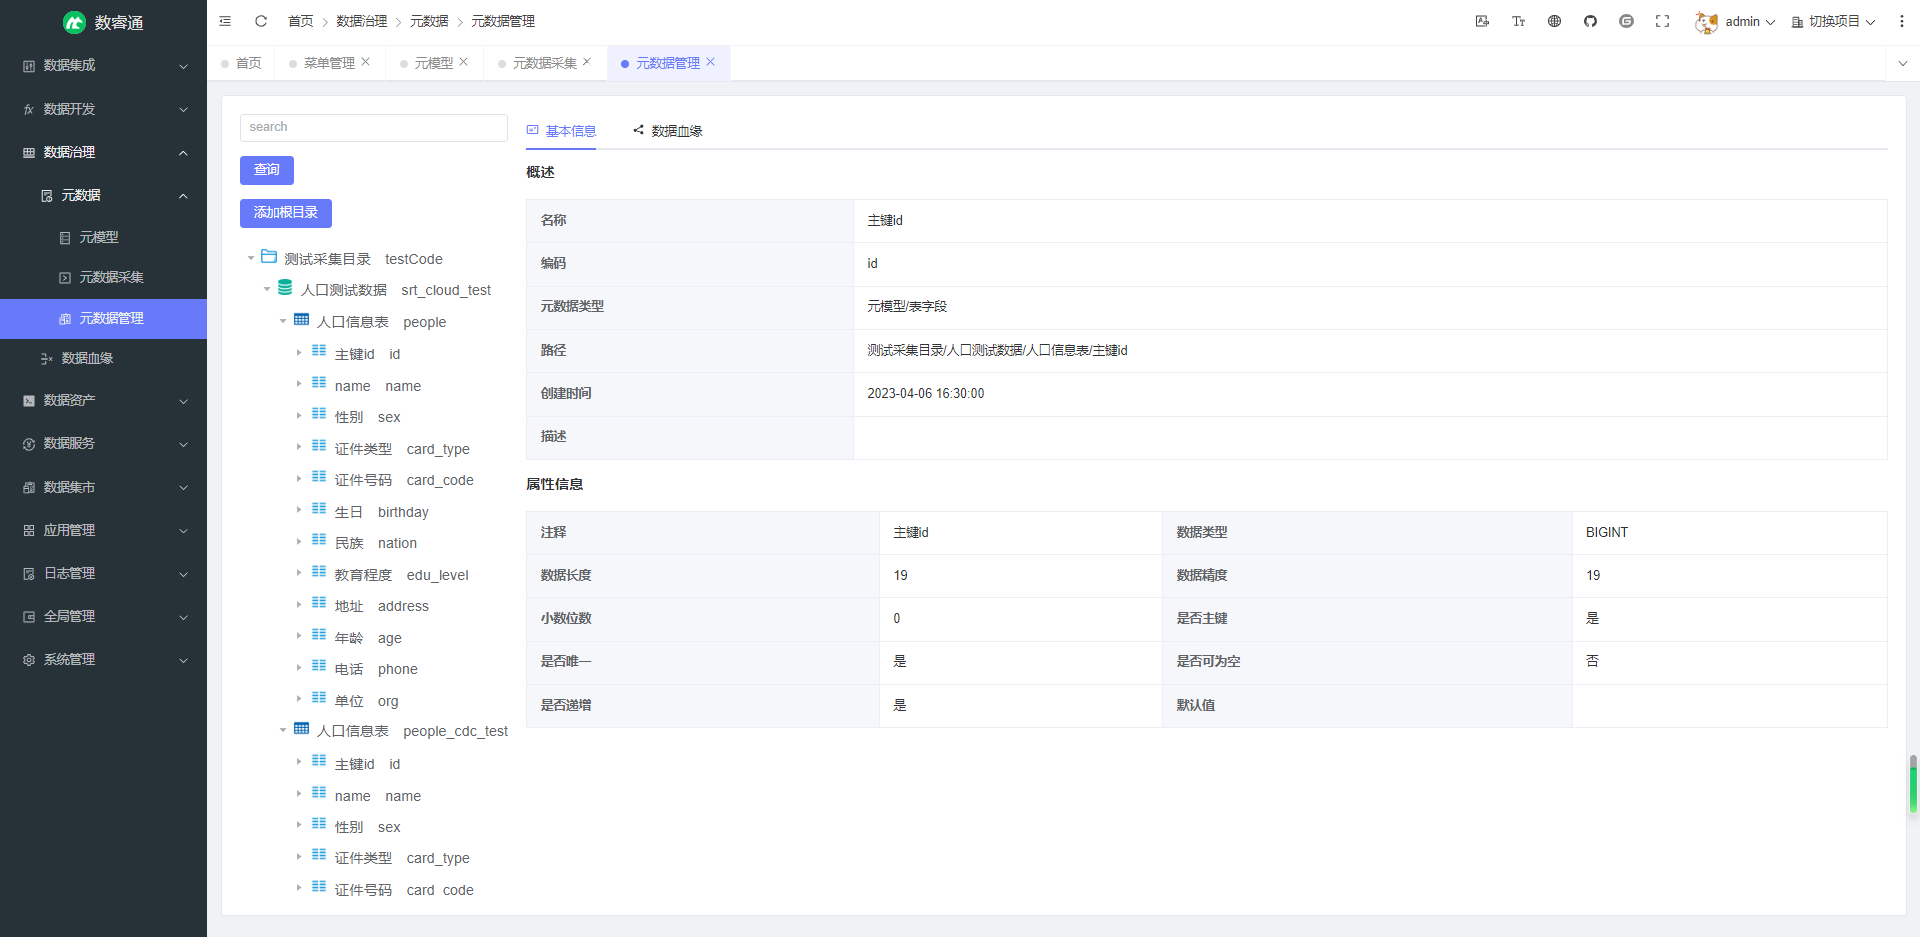 数睿通
首页 数据治理 元数据 元数据管理
admin 切换项目
首页 菜单管理 元模型 元数据采集 元数据管理
数据集成
数据开发
数据治理
元数据
元模型
元数据采集
元数据管理
数据血缘
数据资产
数据服务
数据集市
应用管理
日志管理
全局管理
系统管理
search
查询
添加根目录
测试采集目录 testCode
人口测试数据 srt_cloud_test
人口信息表 people
主键id id
name name
性别 sex
证件类型 card_type
证件号码 card_code
生日 birthday
民族 nation
教育程度 edu_level
地址 address
年龄 age
电话 phone
单位 org
人口信息表 people_cdc_test
主键id id
name name
性别 sex
证件类型 card_type
证件号码 card_code
基本信息 数据血缘
概述
名称 主键id
编码 id
元数据类型 元模型/表字段
路径 测试采集目录/人口测试数据/人口信息表/主键id
创建时间 2023-04-06 16:30:00
描述
属性信息
注释 主键id 数据类型 BIGINT
数据长度 19 数据精度 19
小数位数 0 是否主键 是
是否唯一 是 是否可为空 否
是否递增 是 默认值